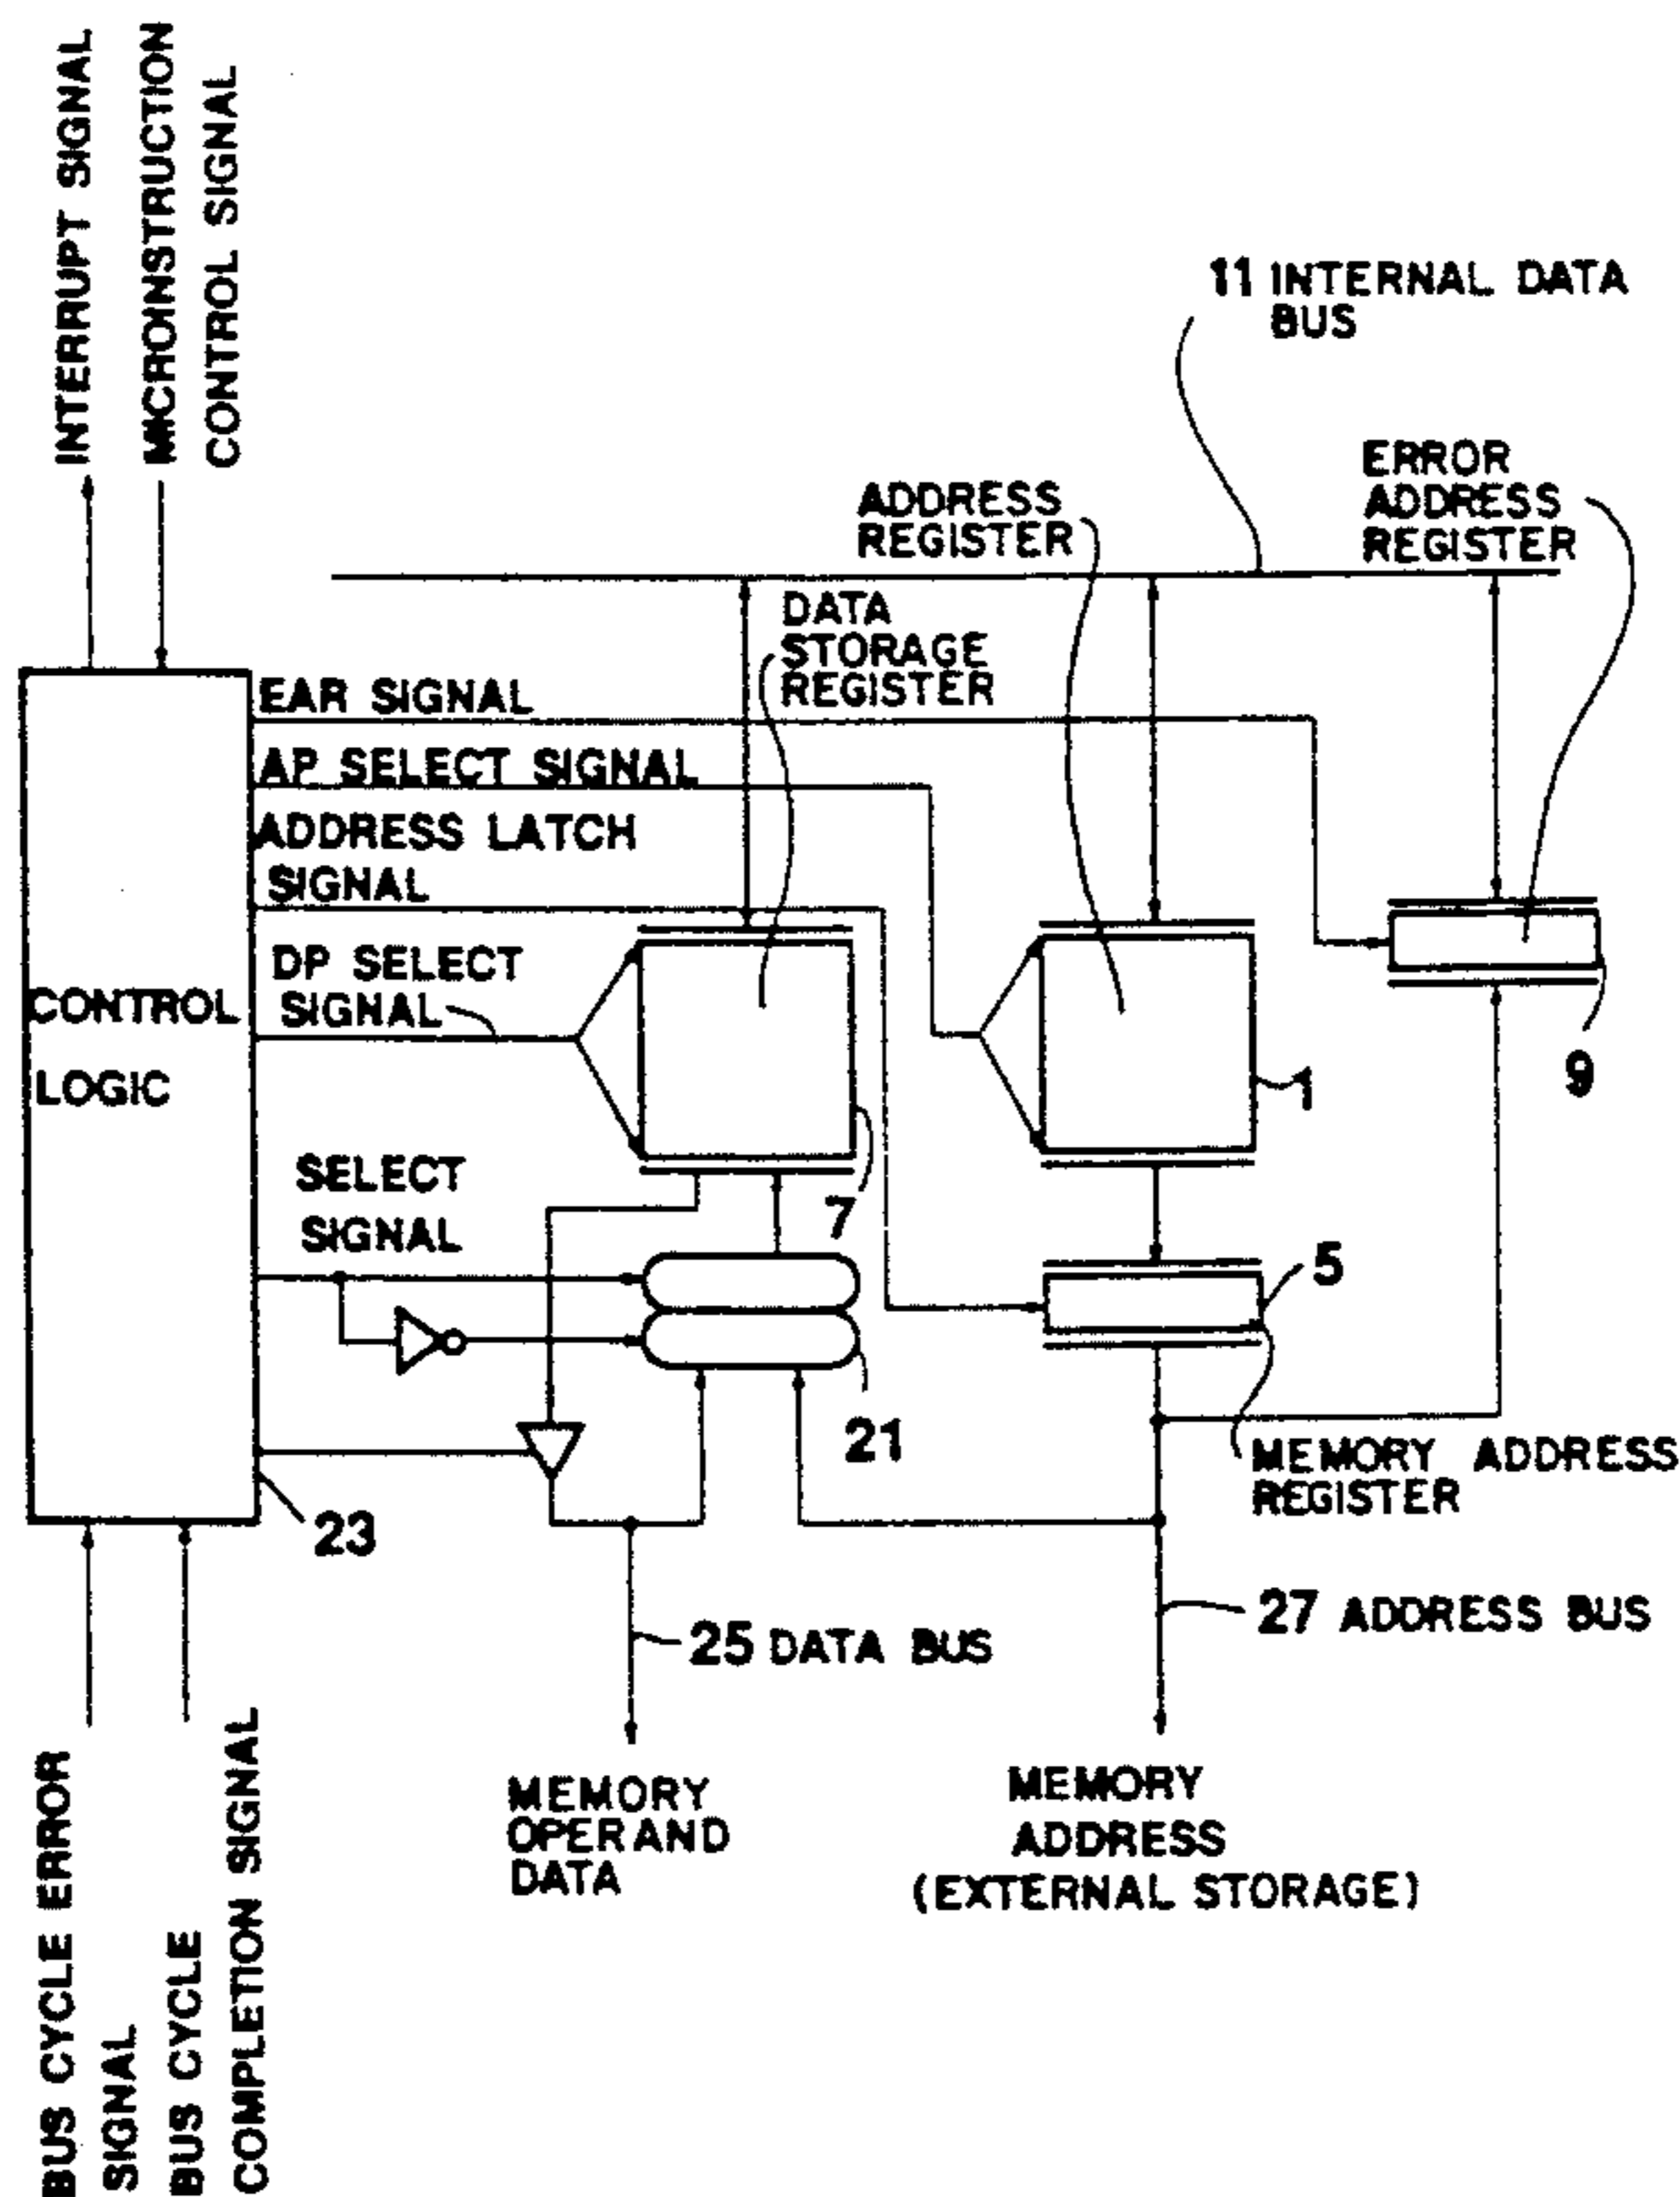 INTERRUPT SIGNAL
MICROINSTRUCTION
CONTROL SIGNAL
11 INTERNAL DATA
BUS
ERROR
ADDRESS
REGISTER
ADDRESS
REGISTER
DATA
STORAGE
REGISTER
EAR SIGNAL
AP SELECT SIGNAL
ADDRESS LATCH
SIGNAL
DP SELECT
SIGNAL
CONTROL
LOGIC
9
1
SELECT
SIGNAL
7
5
21
MEMORY ADDRESS
REGISTER
23
25 DATA BUS
27 ADDRESS BUS
MEMORY
OPERAND
DATA
MEMORY
ADDRESS
(EXTERNAL STORAGE)
BUS CYCLE ERROR
SIGNAL
BUS CYCLE
COMPLETION SIGNAL